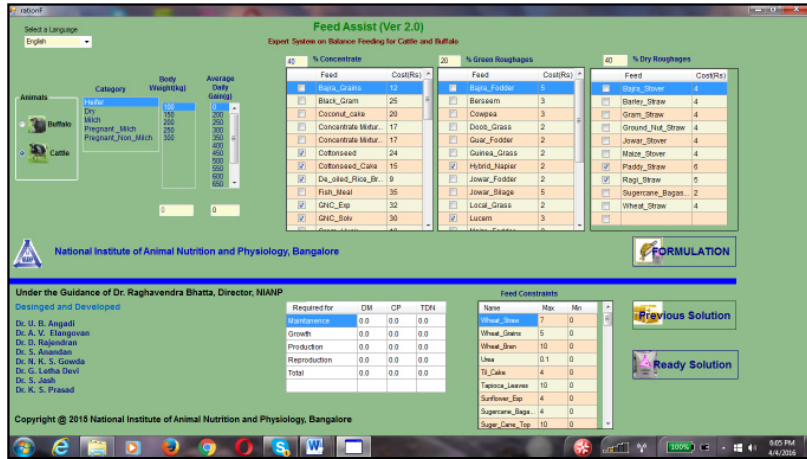 rationF
Feed Assist (Ver 2.0)
Expert System on Balance Feeding for Cattle and Buffalo
Select a Language
English
40 % Concentrate
20 % Green Roughages
40 % Dry Roughages
Animals
Buffalo
Cattle
Category
Heifer
Dry
Milch
Pregnant_Milch
Pregnant_Non_Milch
Body Weight(kg)
100
150
200
250
300
0
Average Daily Gain(g)
0
200
250
300
350
400
450
500
550
600
650
0
Feed Cost(Rs)
Bajra_Grains 12
Black_Gram 25
Coconut_cake 20
Concentrate Mixtur... 17
Concentrate Mixtur... 17
Cottonseed 24
Cottonseed_Cake 15
De_oiled_Rice_Br... 9
Fish_Meal 35
GNC_Exp 32
GNC_Solv 30
Feed Cost(Rs)
Bajra_Fodder 5
Berseem 3
Cowpea 3
Doob_Grass 2
Guar_Fodder 2
Guinea_Grass 2
Hybrid_Napier 2
Jowar_Fodder 2
Jowar_Silage 5
Local_Grass 2
Lucern 3
Feed Cost(Rs)
Bajra_Stover 4
Barley_Straw 4
Gram_Straw 4
Ground_Nut_Straw 4
Jowar_Stover 4
Maize_Stover 4
Paddy_Straw 6
Ragi_Straw 6
Sugercane_Bagas... 2
Wheat_Straw 4
National Institute of Animal Nutrition and Physiology, Bangalore
FORMULATION
Under the Guidance of Dr. Raghavendra Bhatta, Director, NIANP
Desinged and Developed
Dr. U. B. Angadi
Dr. A. V. Elangovan
Dr. D. Rajendran
Dr. S. Anandan
Dr. N. K. S. Gowda
Dr. G. Letha Devi
Dr. S. Jash
Dr. K. S. Prasad
Required for DM CP TDN
Maintanence 0.0 0.0 0.0
Growth 0.0 0.0 0.0
Production 0.0 0.0 0.0
Reproduction 0.0 0.0 0.0
Total 0.0 0.0 0.0
Feed Constraints
Name Max Min
Wheat_Straw 7 0
Wheat_Grains 5 0
Wheat_Bran 10 0
Urea 0.1 0
Til_Cake 4 0
Tapioca_Leaves 10 0
Sunflower_Exp 4 0
Sugercane_Baga... 4 0
Suger_Cane_Top 10 0
Previous Solution
Ready Solution
Copyright @ 2015 National Institute of Animal Nutrition and Physiology, Bangalore
100%
6:05 PM
4/4/2016